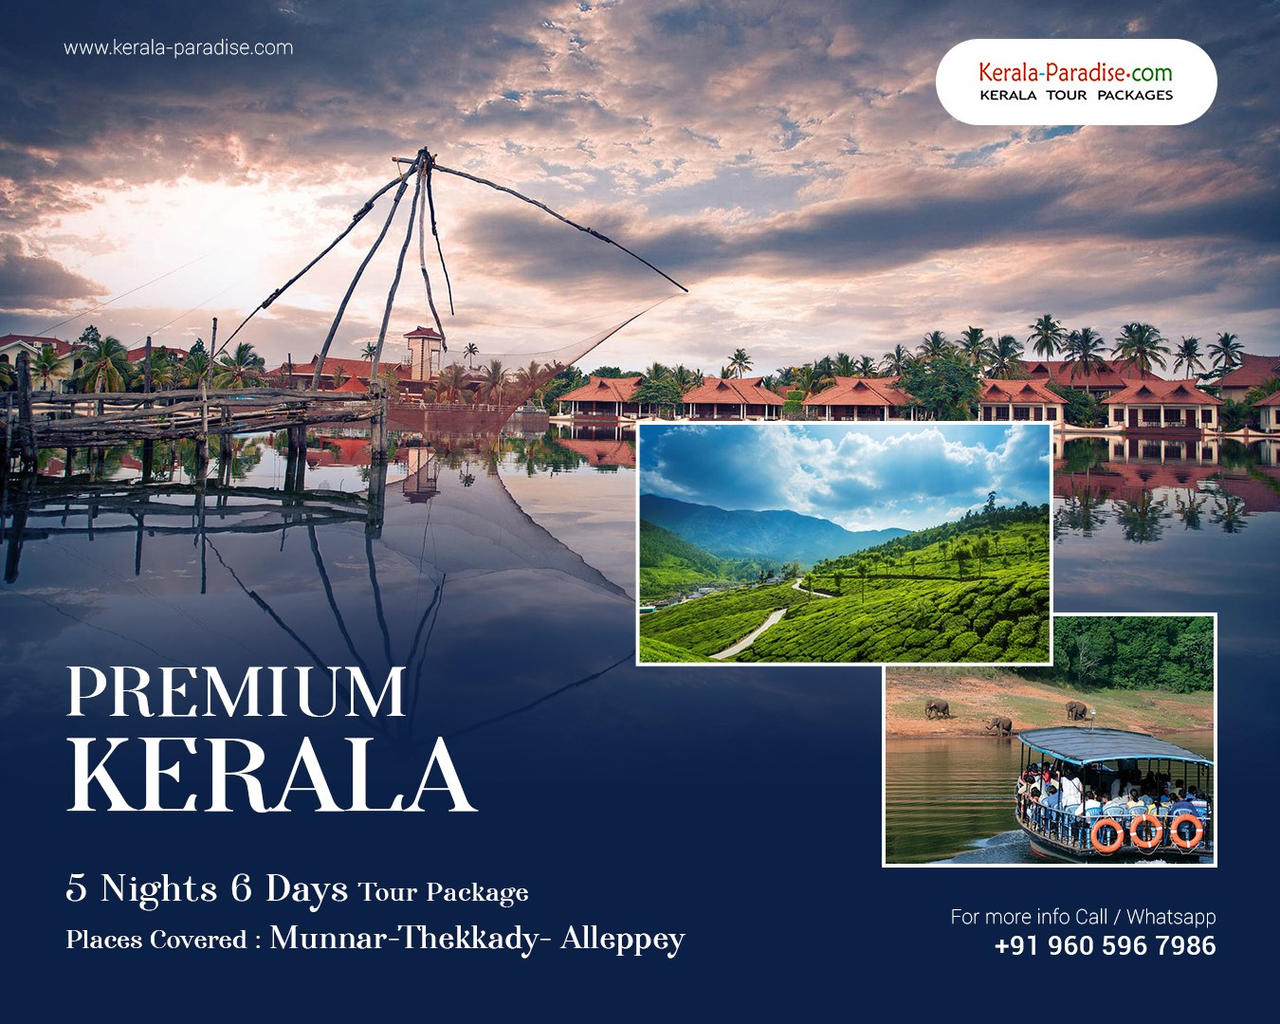 www.kerala-paradise.com
Kerala-Paradise.com
KERALA TOUR PACKAGES
PREMIUM
KERALA
5 Nights 6 Days Tour Package
Places Covered : Munnar-Thekkady- Alleppey
For more info Call / Whatsapp
+91 960 596 7986